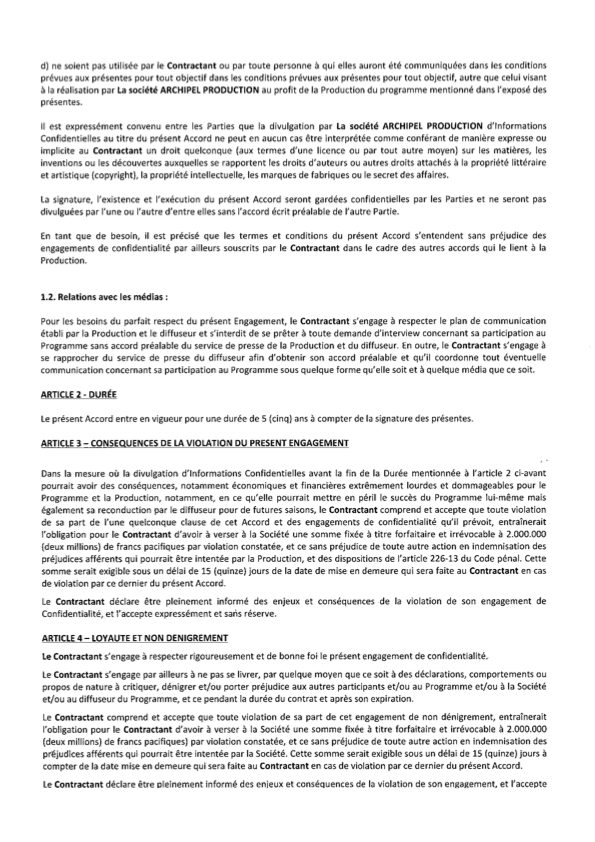 d) ne soient pas utilisée par le Contractant ou par toute personne à qui elles auront été communiquées dans les conditions
prévues aux présentes pour tout objectif dans les conditions prévues aux présentes pour tout objectif, autre que celui visant
à la réalisation par La société ARCHIPEL PRODUCTION au profit de la Production du programme mentionné dans l'exposé des
présentes.
Il est expressément convenu entre les Parties que la divulgation par La société ARCHIPEL PRODUCTION d'Informations
Confidentielles au titre du présent Accord ne peut en aucun cas être interprétée comme conférant de manière expresse ou
implicite au Contractant un droit quelconque (aux termes d'une licence ou par tout autre moyen) sur les matières, les
inventions ou les découvertes auxquelles se rapportent les droits d'auteurs ou autres droits attachés à la propriété littéraire
et artistique (copyright), la propriété intellectuelle, les marques de fabriques ou le secret des affaires.
La signature, l'existence et l'exécution du présent Accord seront gardées confidentielles par les Parties et ne seront pas
divulguées par l'une ou l'autre d'entre elles sans l'accord écrit préalable de l'autre Partie.
En tant que de besoin, il est précisé que les termes et conditions du présent Accord s'entendent sans préjudice des
engagements de confidentialité par ailleurs souscrits par le Contractant dans le cadre des autres accords qui le lient à la
Production.
1.2. Relations avec les médias :
Pour les besoins du parfait respect du présent Engagement, le Contractant s'engage à respecter le plan de communication
établi par la Production et le diffuseur et s'interdit de se prêter à toute demande d'interview concernant sa participation au
Programme sans accord préalable du service de presse de la Production et du diffuseur. En outre, le Contractant s'engage à
se rapprocher du service de presse du diffuseur afin d'obtenir son accord préalable et qu'il coordonne tout éventuelle
communication concernant sa participation au Programme sous quelque forme qu'elle soit et à quelque média que ce soit.
ARTICLE 2 - DURÉE
Le présent Accord entre en vigueur pour une durée de 5 (cinq) ans à compter de la signature des présentes.
ARTICLE 3 – CONSEQUENCES DE LA VIOLATION DU PRESENT ENGAGEMENT
Dans la mesure où la divulgation d'Informations Confidentielles avant la fin de la Durée mentionnée à l'article 2 ci-avant
pourrait avoir des conséquences, notamment économiques et financières extrêmement lourdes et dommageables pour le
Programme et la Production, notamment, en ce qu'elle pourrait mettre en péril le succès du Programme lui-même mais
également sa reconduction par le diffuseur pour de futures saisons, le Contractant comprend et accepte que toute violation
de sa part de l'une quelconque clause de cet Accord et des engagements de confidentialité qu'il prévoit, entraînerait
l'obligation pour le Contractant d'avoir à verser à la Société une somme fixée à titre forfaitaire et irrévocable à 2.000.000
(deux millions) de francs pacifiques par violation constatée, et ce sans préjudice de toute autre action en indemnisation des
préjudices afférents qui pourrait être intentée par la Production, et des dispositions de l'article 226-13 du Code pénal. Cette
somme serait exigible sous un délai de 15 (quinze) jours de la date de mise en demeure qui sera faite au Contractant en cas
de violation par ce dernier du présent Accord.
Le Contractant déclare être pleinement informé des enjeux et conséquences de la violation de son engagement de
Confidentialité, et l'accepte expressément et sans réserve.
ARTICLE 4 – LOYAUTE ET NON DENIGREMENT
Le Contractant s'engage à respecter rigoureusement et de bonne foi le présent engagement de confidentialité.
Le Contractant s'engage par ailleurs à ne pas se livrer, par quelque moyen que ce soit à des déclarations, comportements ou
propos de nature à critiquer, dénigrer et/ou porter préjudice aux autres participants et/ou au Programme et/ou à la Société
et/ou au diffuseur du Programme, et ce pendant la durée du contrat et après son expiration.
Le Contractant comprend et accepte que toute violation de sa part de cet engagement de non dénigrement, entraînerait
l'obligation pour le Contractant d'avoir à verser à la Société une somme fixée à titre forfaitaire et irrévocable à 2.000.000
(deux millions de francs pacifiques) par violation constatée, et ce sans préjudice de toute autre action en indemnisation des
préjudices afférents qui pourrait être intentée par la Société. Cette somme serait exigible sous un délai de 15 (quinze) jours à
compter de la date mise en demeure qui sera faite au Contractant en cas de violation par ce dernier du présent Accord.
Le Contractant déclare être pleinement informé des enjeux et conséquences de la violation de son engagement, et l'accepte